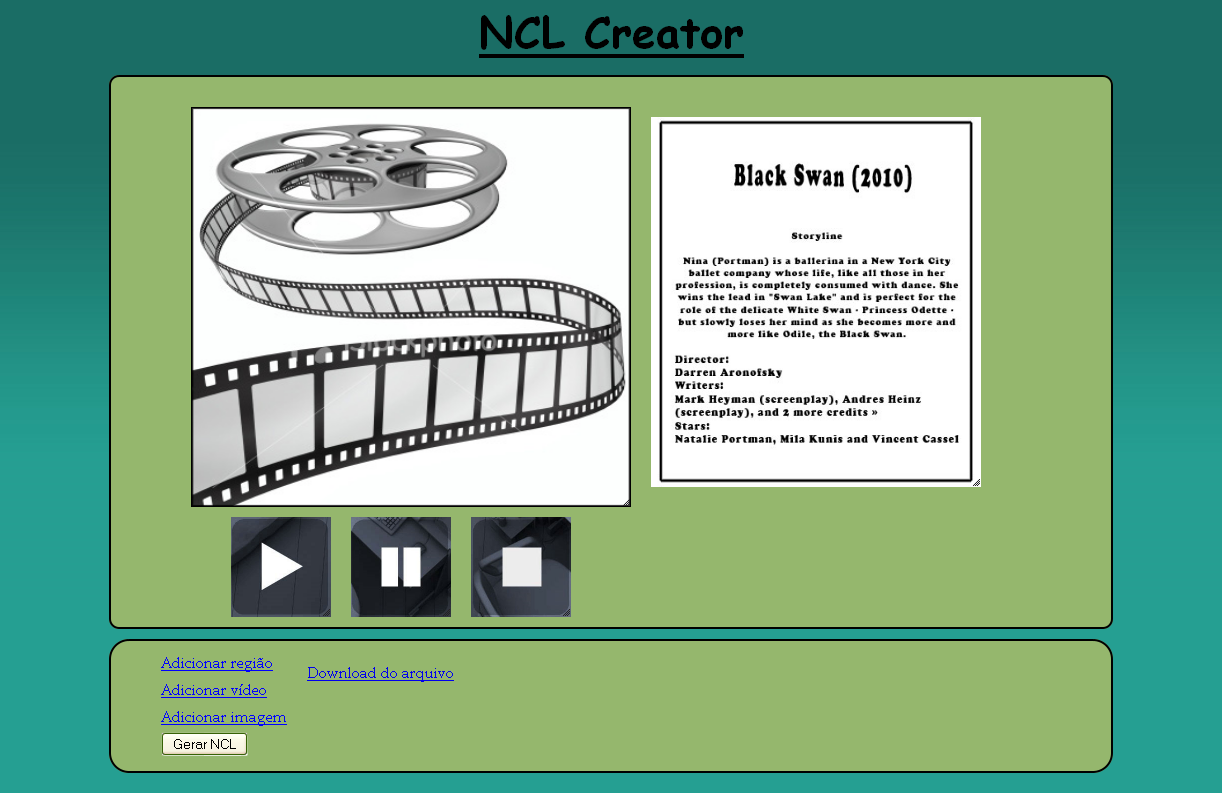 NCL Creator
Black Swan (2010)
Storyline
Nina (Portman) is a ballerina in a New York City
ballet company whose life, like all those in her
profession, is completely consumed with dance. She
wins the lead in "Swan Lake" and is perfect for the
role of the delicate White Swan - Princess Odette -
but slowly loses her mind as she becomes more and
more like Odile, the Black Swan.
Director:
Darren Aronofsky
Writers:
Mark Heyman (screenplay), Andres Heinz
(screenplay), and 2 more credits »
Stars:
Natalie Portman, Mila Kunis and Vincent Cassel
Adicionar região
Download do arquivo
Adicionar vídeo
Adicionar imagem
Gerar NCL